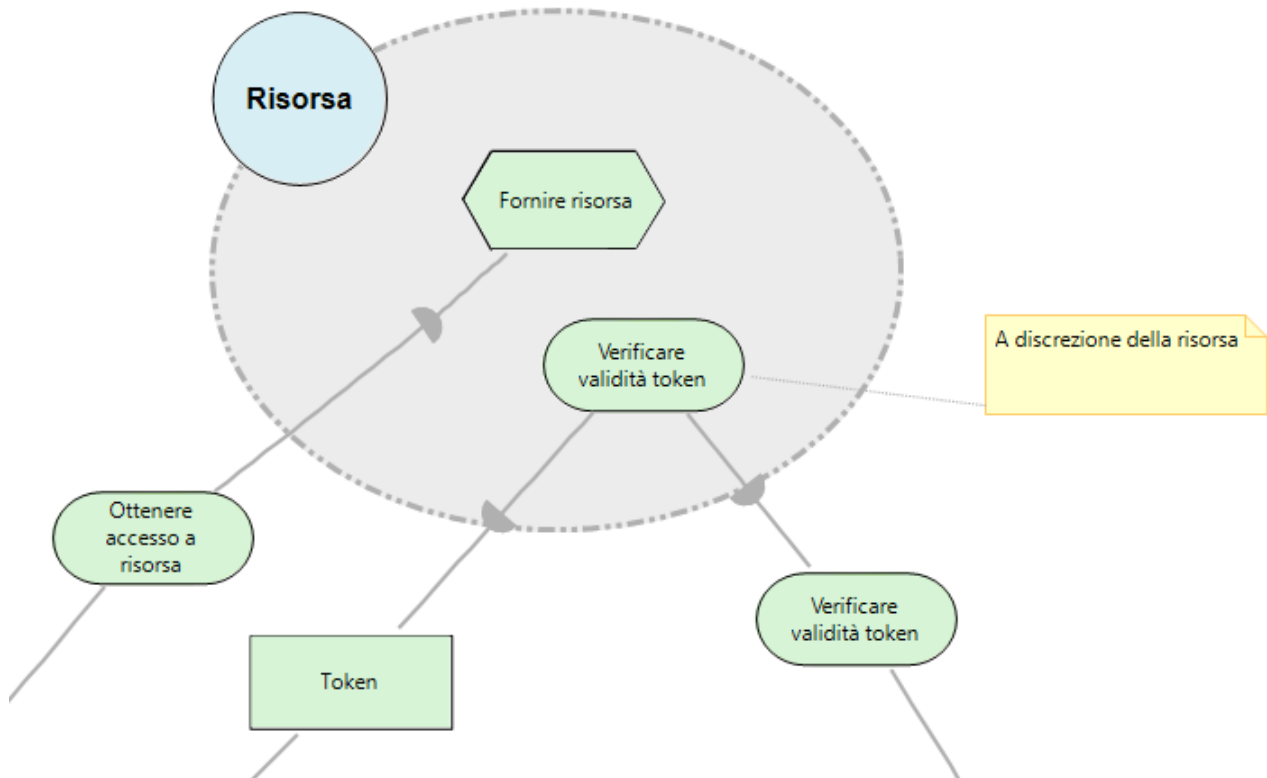 Risorsa
Fornire risorsa
Verificare
validità token
A discrezione della risorsa
Ottenere
accesso a
risorsa
Verificare
validità token
Token